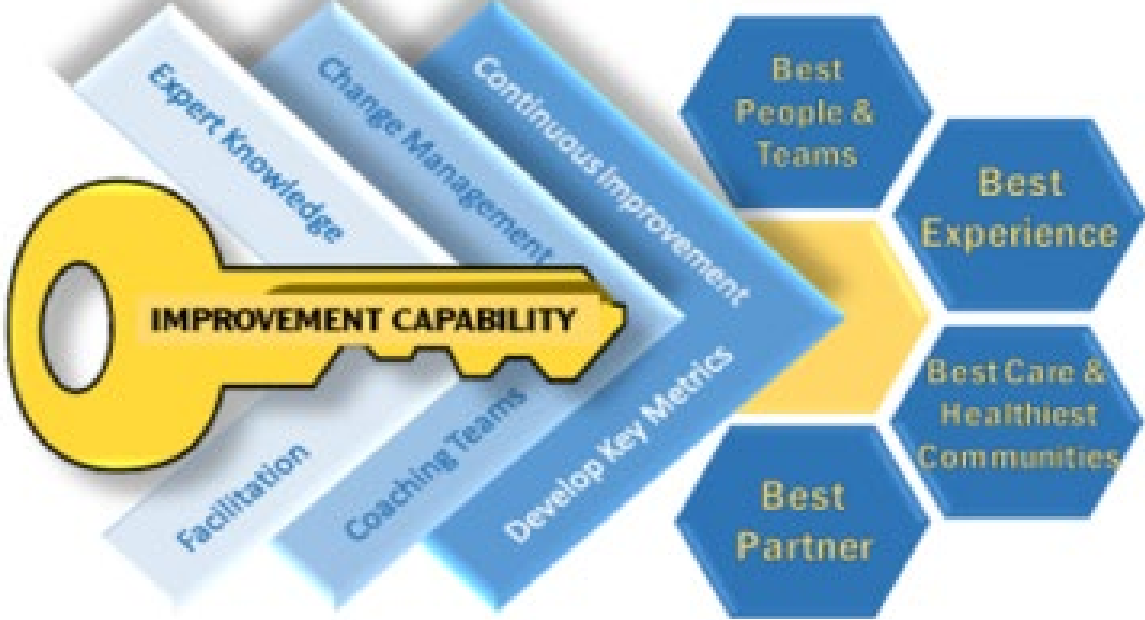 Expert Knowledge
Change Management
Continuous Improvement
IMPROVEMENT CAPABILITY
Facilitation
Coaching Teams
Develop Key Metrics
Best
People &
Teams
Best
Experience
Best Care &
Healthiest
Communities
Best
Partner